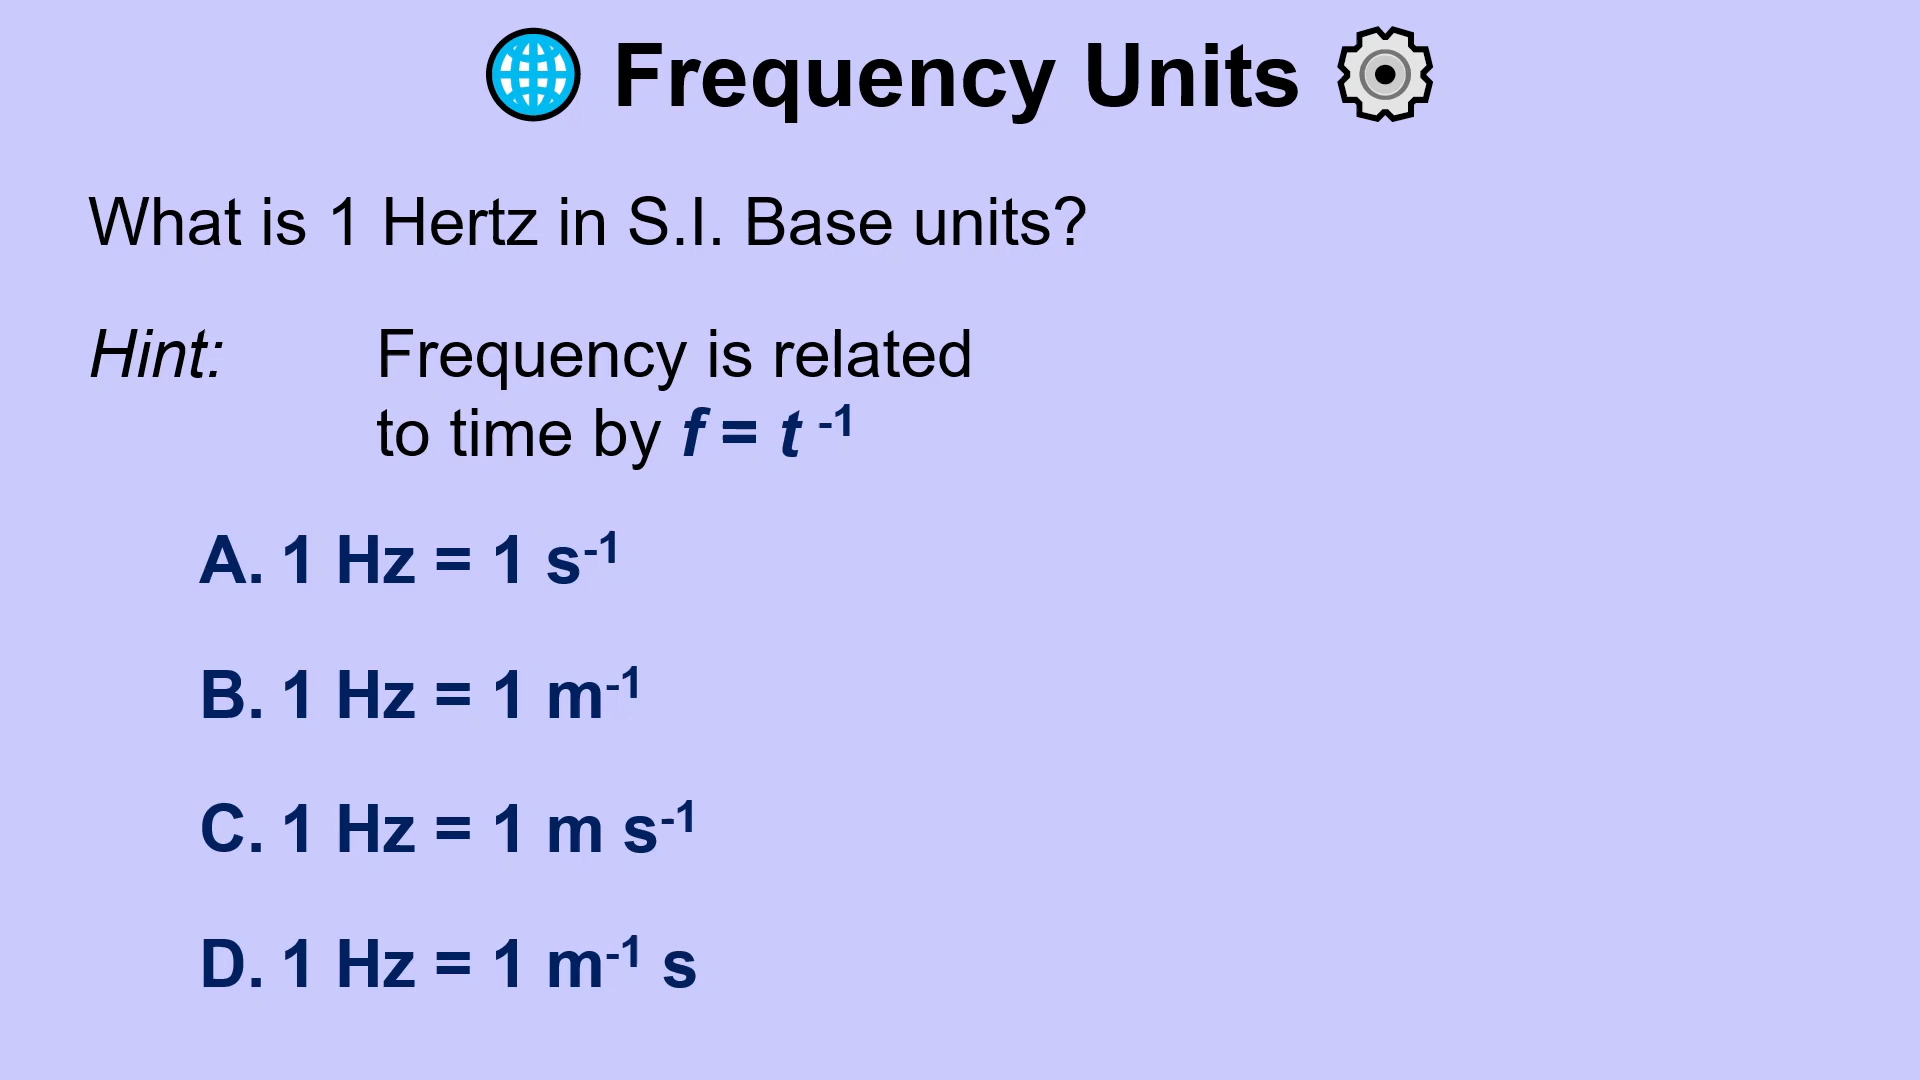 Frequency Units
What is 1 Hertz in S.I. Base units?
Hint: Frequency is related
to time by f = t ⁻¹
A. 1 Hz = 1 s⁻¹
B. 1 Hz = 1 m⁻¹
C. 1 Hz = 1 m s⁻¹
D. 1 Hz = 1 m⁻¹ s